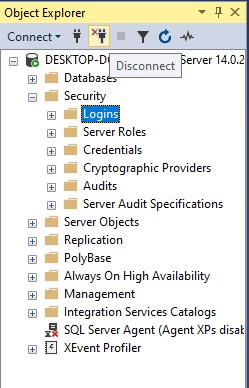 Object Explorer
Connect
DESKTOP-D Server 14.0.2
Disconnect
Databases
Security
Logins
Server Roles
Credentials
Cryptographic Providers
Audits
Server Audit Specifications
Server Objects
Replication
PolyBase
Always On High Availability
Management
Integration Services Catalogs
SQL Server Agent (Agent XPs disab
XEvent Profiler